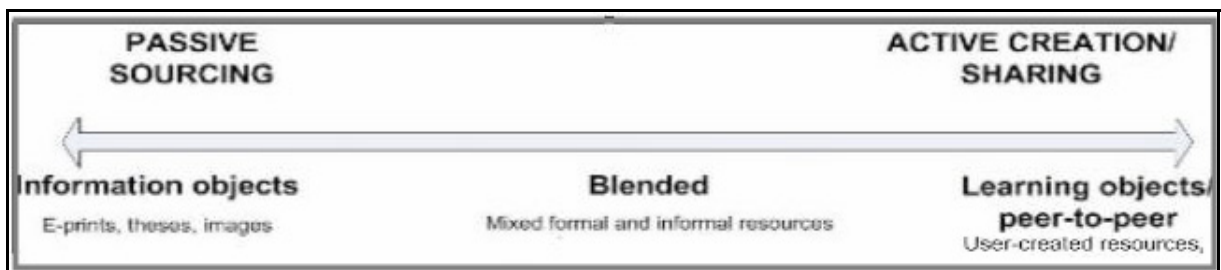 PASSIVE
SOURCING
ACTIVE CREATION/
SHARING
Information objects
E-prints, theses, images
Blended
Mixed formal and informal resources
Learning objects/
peer-to-peer
User-created resources,